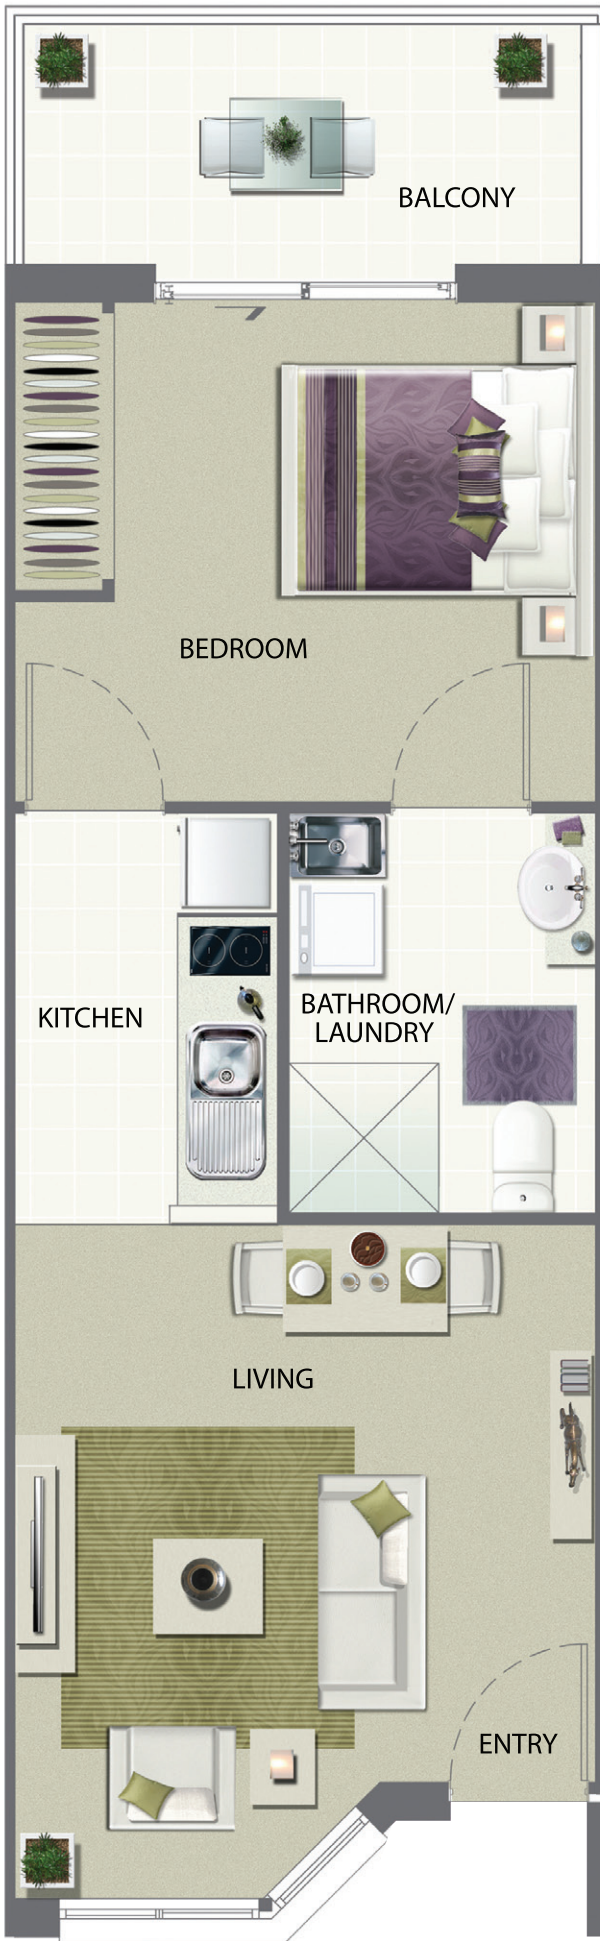 BALCONY
BEDROOM
KITCHEN
BATHROOM/
LAUNDRY
LIVING
ENTRY